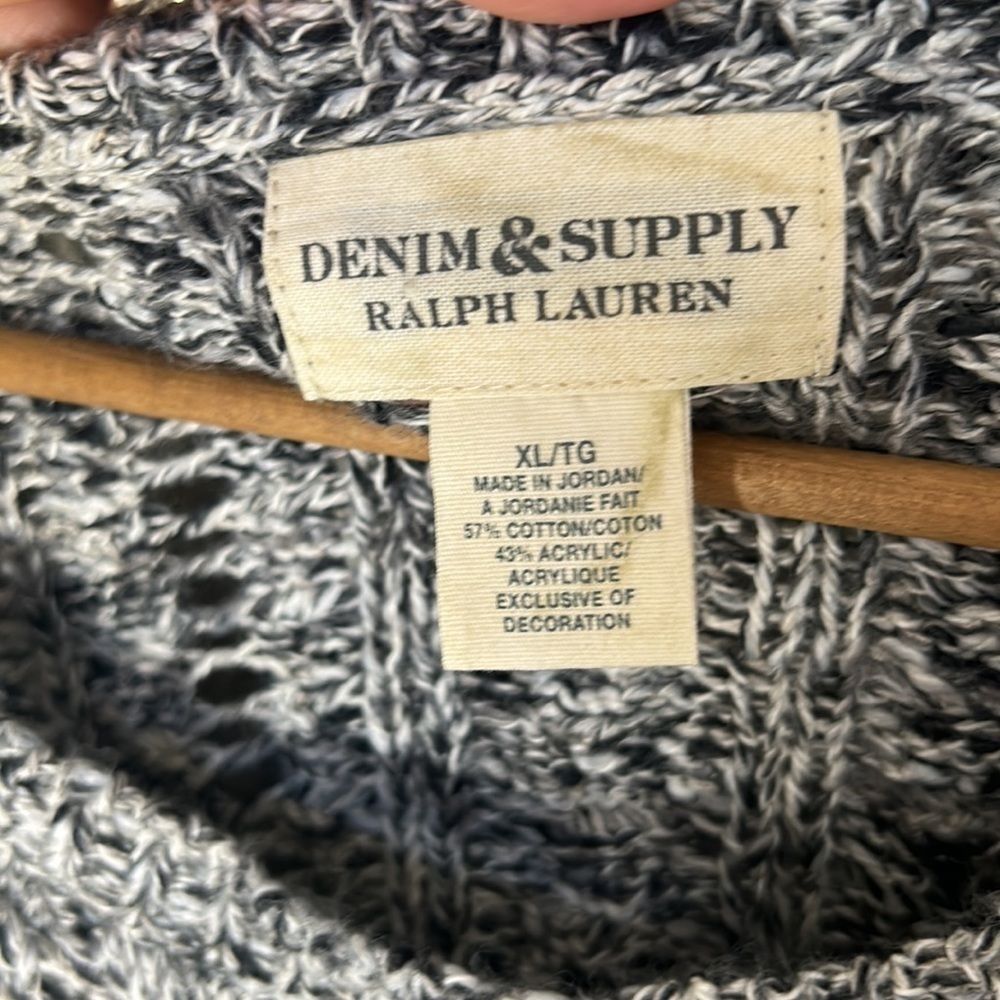 DENIM & SUPPLY
RALPH LAUREN
XL/TG
MADE IN JORDAN/
A JORDANIE FAIT
57% COTTON/COTON
43% ACRYLIC/
ACRYLIQUE
EXCLUSIVE OF
DECORATION